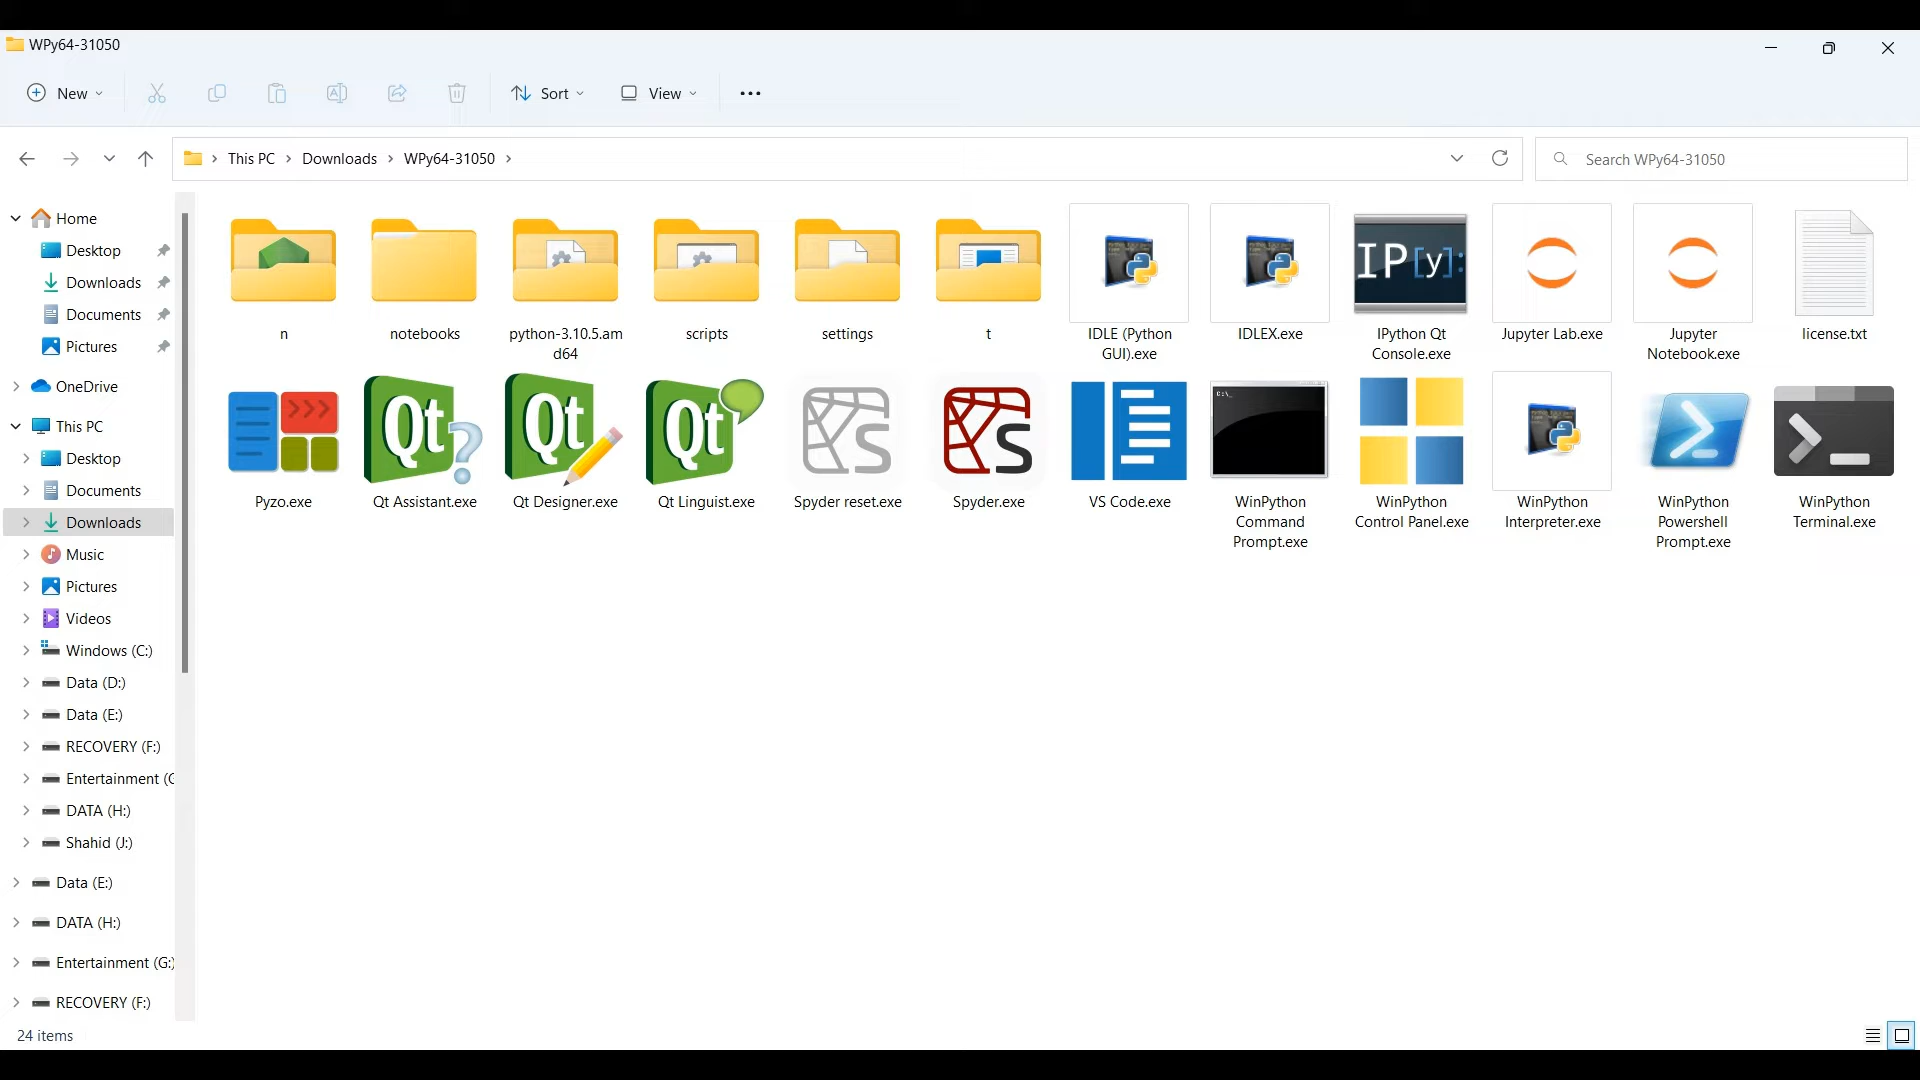 WPy64-31050
New
Sort
View
This PC
Downloads
WPy64-31050
Search WPy64-31050
Home
Desktop
Downloads
Documents
Pictures
OneDrive
This PC
Desktop
Documents
Downloads
Music
Pictures
Videos
Windows (C:)
Data (D:)
Data (E:)
RECOVERY (F:)
Entertainment (G
DATA (H:)
Shahid (J:)
Data (E:)
DATA (H:)
Entertainment (G:)
RECOVERY (F:)
n
notebooks
python-3.10.5.am
d64
scripts
settings
t
IDLE (Python
GUI).exe
IDLEX.exe
IP[y]:
IPython Qt
Console.exe
Jupyter Lab.exe
Jupyter
Notebook.exe
license.txt
>>>
Pyzo.exe
Qt
?
Qt Assistant.exe
Qt
Qt Designer.exe
Qt
Qt Linguist.exe
S
Spyder reset.exe
S
Spyder.exe
VS Code.exe
C:\_
WinPython
Command
Prompt.exe
WinPython
Control Panel.exe
WinPython
Interpreter.exe
WinPython
Powershell
Prompt.exe
WinPython
Terminal.exe
24 items